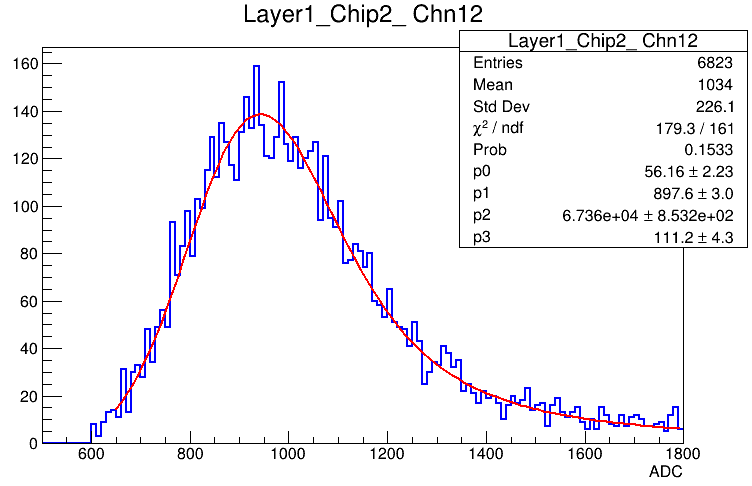 Layer1_Chip2_ Chn12
Layer1_Chip2_ Chn12
Entries 6823
Mean 1034
Std Dev 226.1
χ² / ndf 179.3 / 161
Prob 0.1533
p0 56.16 ± 2.23
p1 897.6 ± 3.0
p2 6.736e+04 ± 8.532e+02
p3 111.2 ± 4.3
160
140
120
100
80
60
40
20
0
600 800 1000 1200 1400 1600 1800
ADC